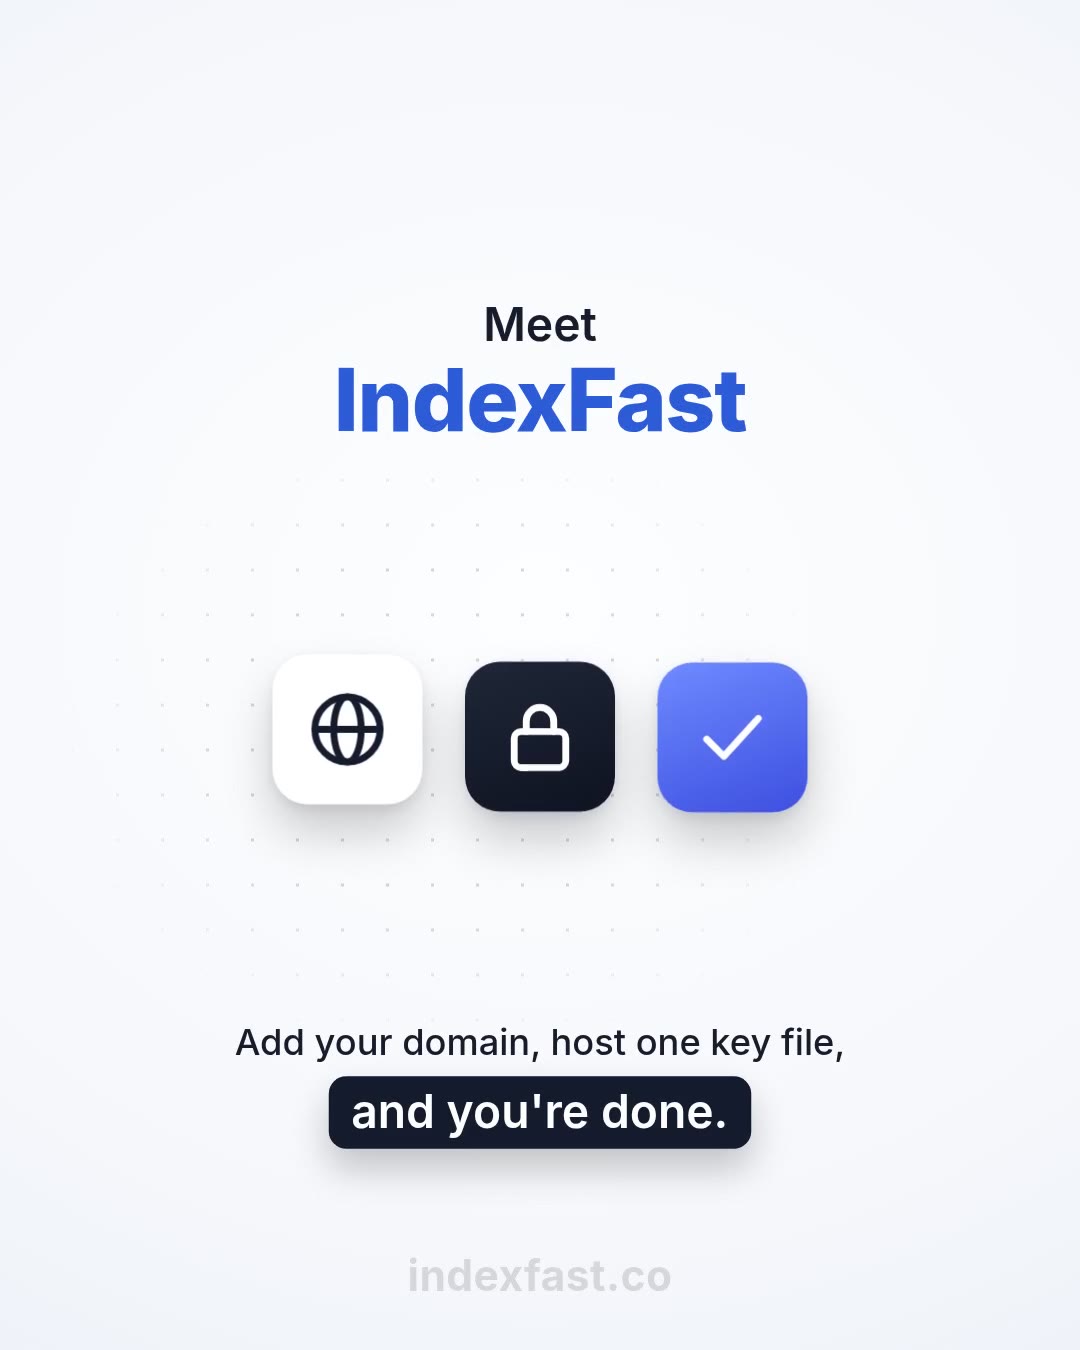 Meet
IndexFast
Add your domain, host one key file,
and you're done.
indexfast.co